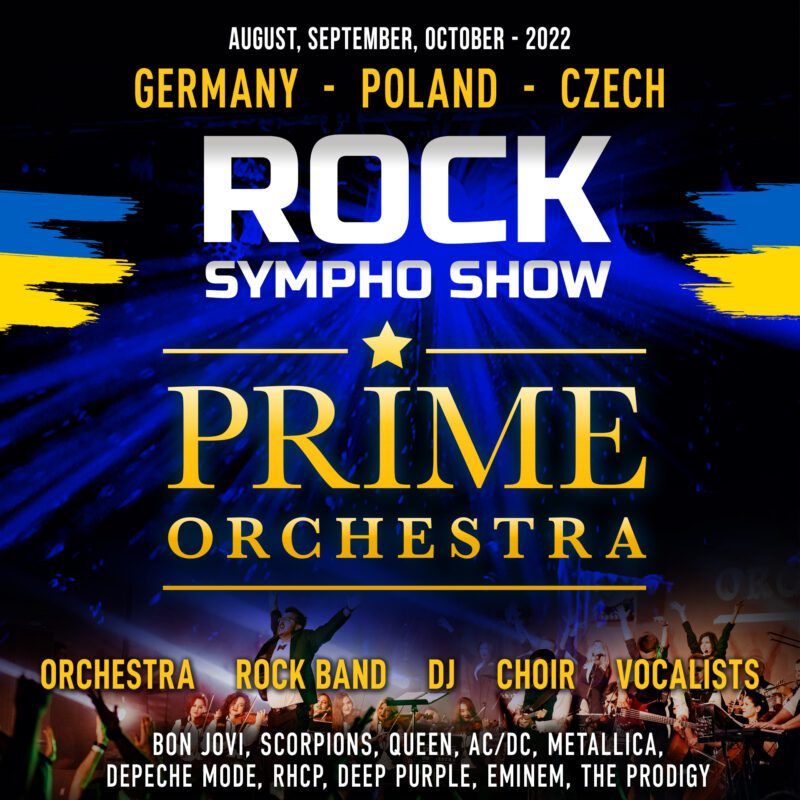 AUGUST, SEPTEMBER, OCTOBER - 2022
GERMANY - POLAND - CZECH
ROCK
SYMPHO SHOW
PRIME
ORCHESTRA
ORCHESTRA ROCK BAND DJ CHOIR VOCALISTS
BON JOVI, SCORPIONS, QUEEN, AC/DC, METALLICA,
DEPECHE MODE, RHCP, DEEP PURPLE, EMINEM, THE PRODIGY